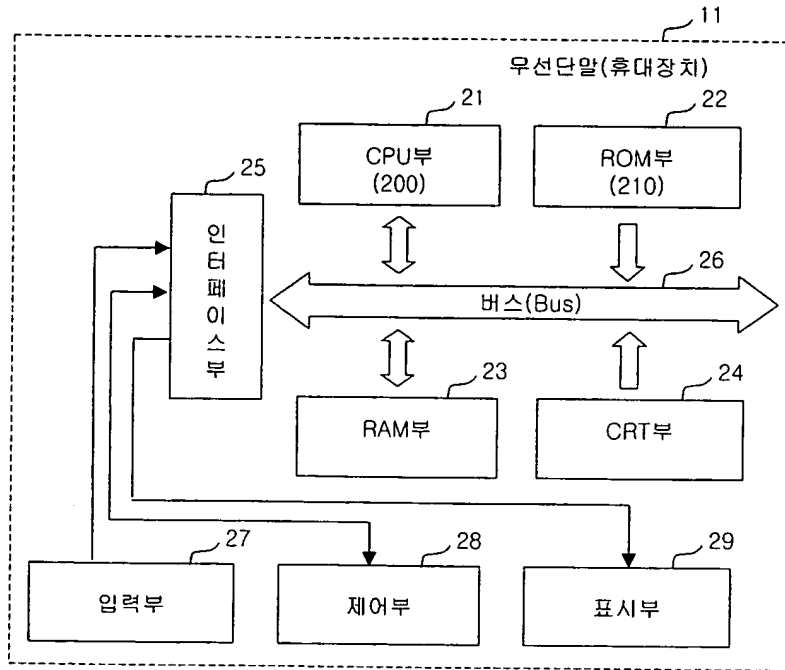 11
무선단말(휴대장치)
21
CPU부
(200)
22
ROM부
(210)
25
인터페이스부
26
버스(Bus)
23
RAM부
24
CRT부
27
입력부
28
제어부
29
표시부